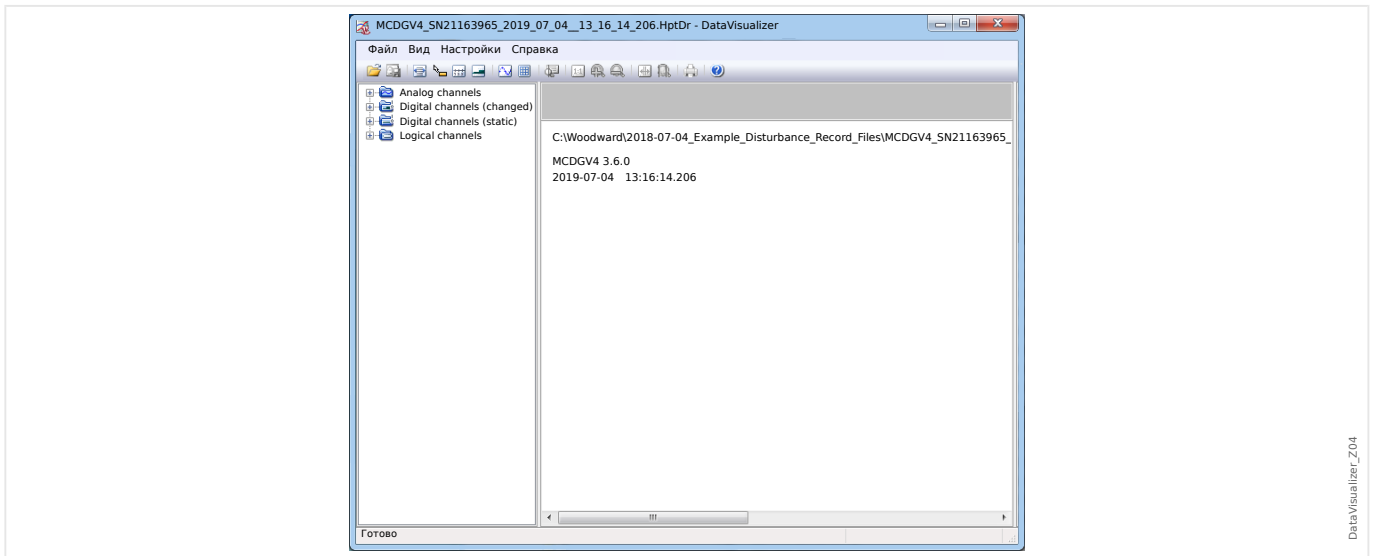 MCDGV4_SN21163965_2019_07_04__13_16_14_206.HptDr - DataVisualizer
Файл Вид Настройки Справка
Analog channels
Digital channels (changed)
Digital channels (static)
Logical channels
C:\Woodward\2018-07-04_Example_Disturbance_Record_Files\MCDGV4_SN21163965_
MCDGV4 3.6.0
2019-07-04 13:16:14.206
Готово
DataVisualizer_Z04